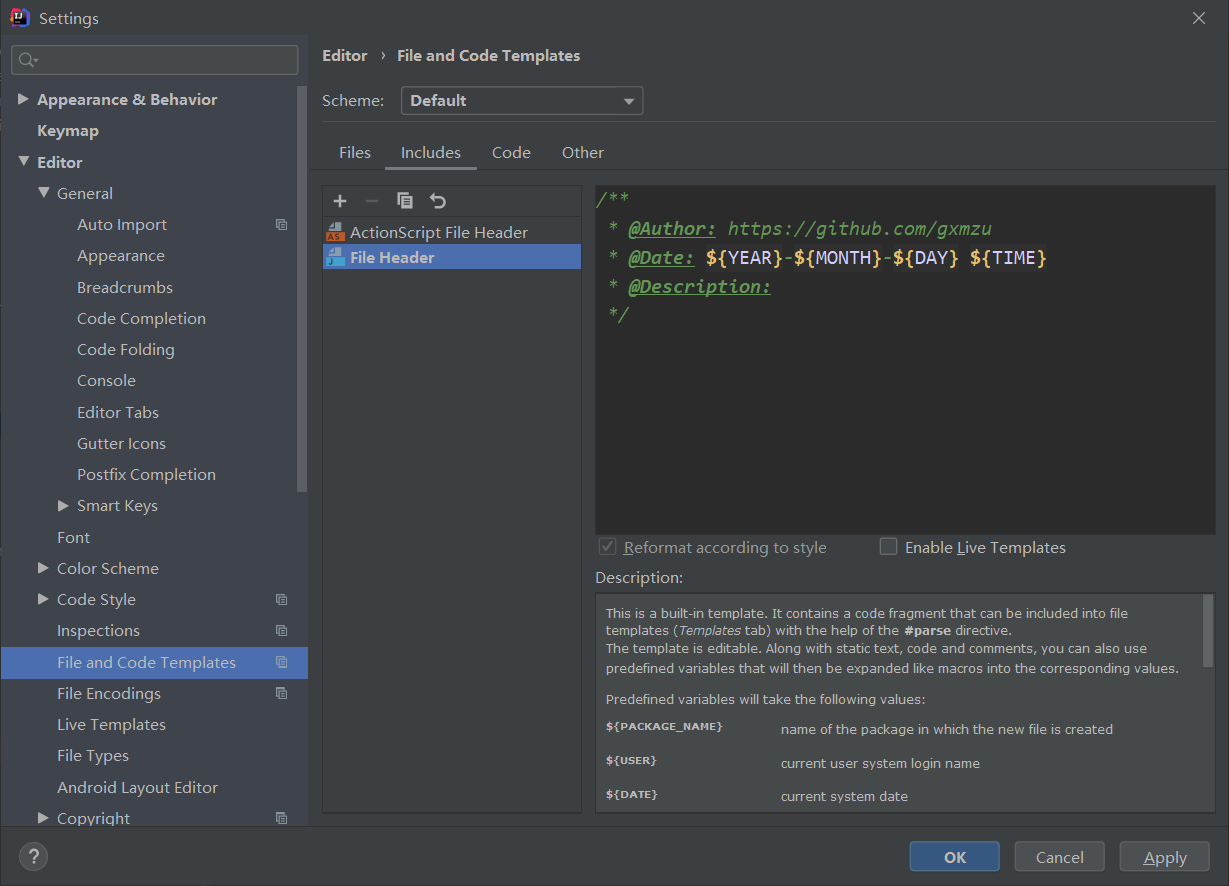 Settings
Appearance & Behavior
Keymap
Editor
General
Auto Import
Appearance
Breadcrumbs
Code Completion
Code Folding
Console
Editor Tabs
Gutter Icons
Postfix Completion
Smart Keys
Font
Color Scheme
Code Style
Inspections
File and Code Templates
File Encodings
Live Templates
File Types
Android Layout Editor
Copyright
Editor › File and Code Templates
Scheme: Default
Files Includes Code Other
ActionScript File Header
File Header
/**
* @Author: https://github.com/gxmzu
* @Date: ${YEAR}-${MONTH}-${DAY} ${TIME}
* @Description:
*/
Reformat according to style Enable Live Templates
Description:
This is a built-in template. It contains a code fragment that can be included into file
templates (Templates tab) with the help of the #parse directive.
The template is editable. Along with static text, code and comments, you can also use
predefined variables that will then be expanded like macros into the corresponding values.
Predefined variables will take the following values:
${PACKAGE_NAME} name of the package in which the new file is created
${USER} current user system login name
${DATE} current system date
? OK Cancel Apply